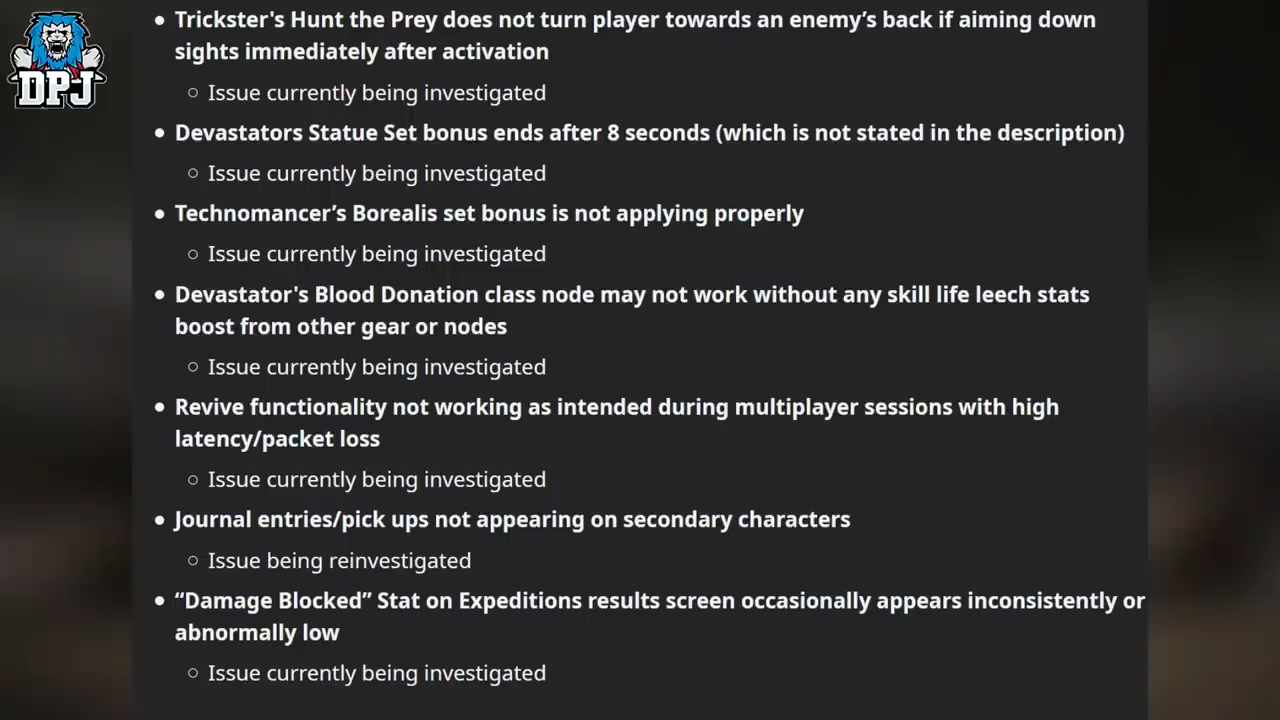 DPJ
• Trickster's Hunt the Prey does not turn player towards an enemy’s back if aiming down
sights immediately after activation
○ Issue currently being investigated
• Devastators Statue Set bonus ends after 8 seconds (which is not stated in the description)
○ Issue currently being investigated
• Technomancer’s Borealis set bonus is not applying properly
○ Issue currently being investigated
• Devastator's Blood Donation class node may not work without any skill life leech stats
boost from other gear or nodes
○ Issue currently being investigated
• Revive functionality not working as intended during multiplayer sessions with high
latency/packet loss
○ Issue currently being investigated
• Journal entries/pick ups not appearing on secondary characters
○ Issue being reinvestigated
• “Damage Blocked” Stat on Expeditions results screen occasionally appears inconsistently or
abnormally low
○ Issue currently being investigated